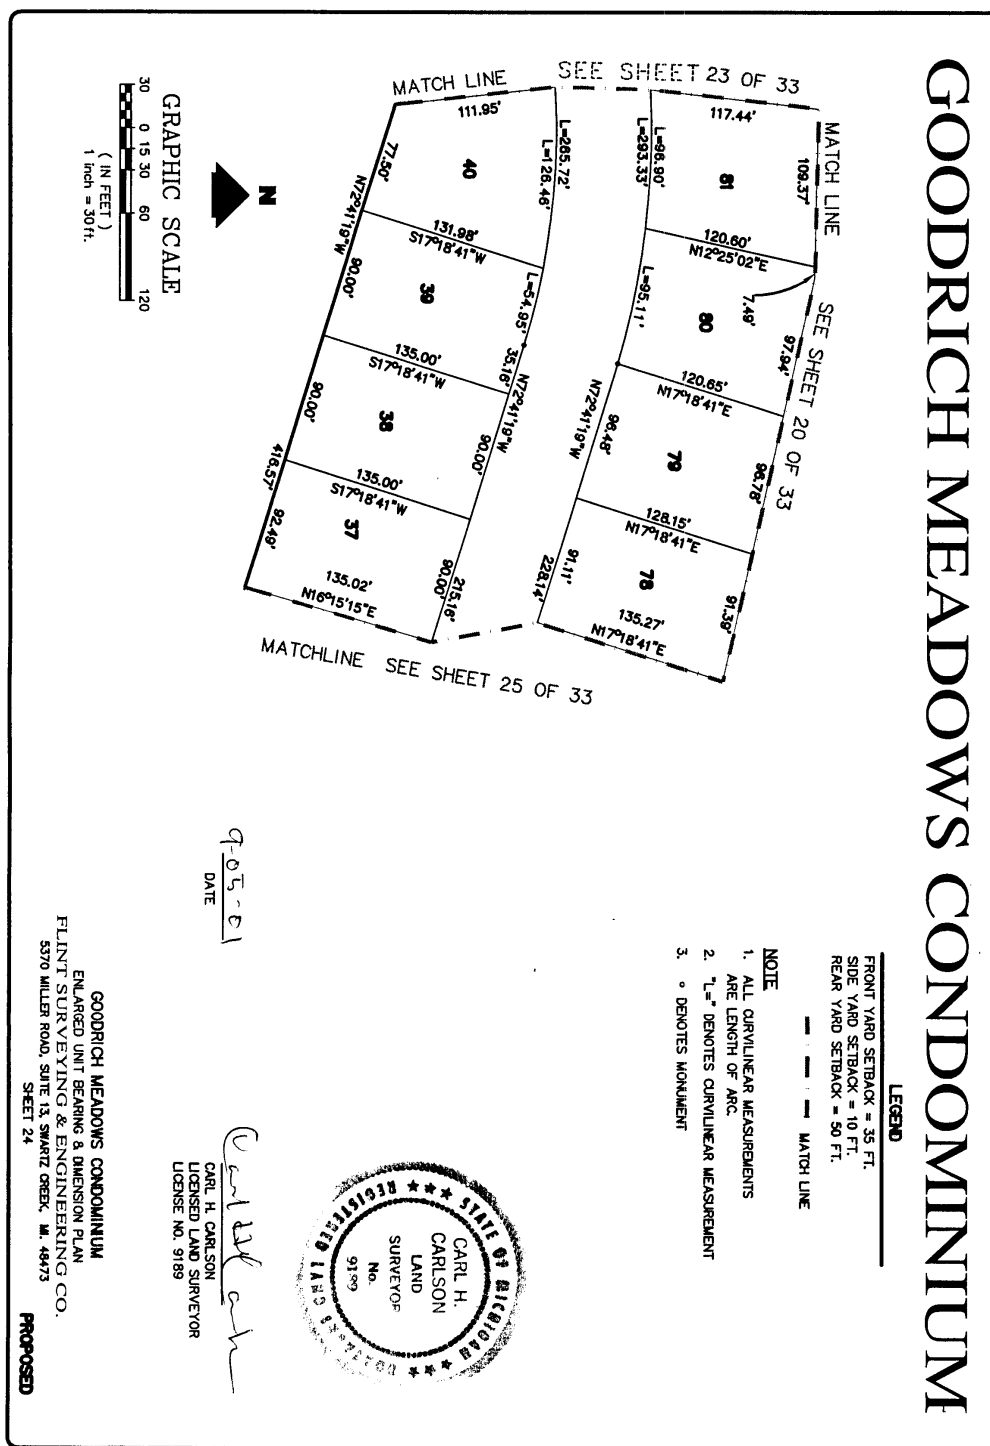 GOODRICH MEADOWS CONDOMINIUM
SEE SHEET 23 OF 33
MATCH LINE
MATCH LINE
SEE SHEET 20 OF 33
117.44'
109.37'
81
L=96.90'
L=293.33'
120.60'
N12°25'02"E
7.49'
97.94'
80
L=95.11'
120.65'
N17°18'41"E
96.78'
79
N72°41'19"W
96.48'
128.15'
N17°18'41"E
91.39'
78
91.11'
228.14'
135.27'
N17°18'41"E
111.95'
L=265.72'
L=126.46'
40
77.50'
N72°41'19"W
131.98'
S17°18'41"W
L=54.95'
35.16'
39
90.00'
135.00'
S17°18'41"W
N72°41'19"W
90.00'
38
90.00'
416.57'
135.00'
S17°18'41"W
37
92.49'
215.16'
90.00'
135.02'
N16°15'15"E
MATCHLINE SEE SHEET 25 OF 33
N
GRAPHIC SCALE
30 0 15 30 60 120
( IN FEET )
1 inch = 30 ft.
LEGEND
FRONT YARD SETBACK = 35 FT.
SIDE YARD SETBACK = 10 FT.
REAR YARD SETBACK = 50 FT.
MATCH LINE
NOTE
1. ALL CURVILINEAR MEASUREMENTS
ARE LENGTH OF ARC.
2. "L=" DENOTES CURVILINEAR MEASUREMENT
3. ° DENOTES MONUMENT
STATE OF MICHIGAN
REGISTERED LAND
CARL H.
CARLSON
LAND
SURVEYOR
No.
9189
9-05-01
DATE
CARL H. CARLSON
LICENSED LAND SURVEYOR
LICENSE NO. 9189
GOODRICH MEADOWS CONDOMINIUM
ENLARGED UNIT BEARING & DIMENSION PLAN
FLINT SURVEYING & ENGINEERING CO.
5370 MILLER ROAD, SUITE 13, SWARTZ CREEK, MI. 48473
SHEET 24
PROPOSED